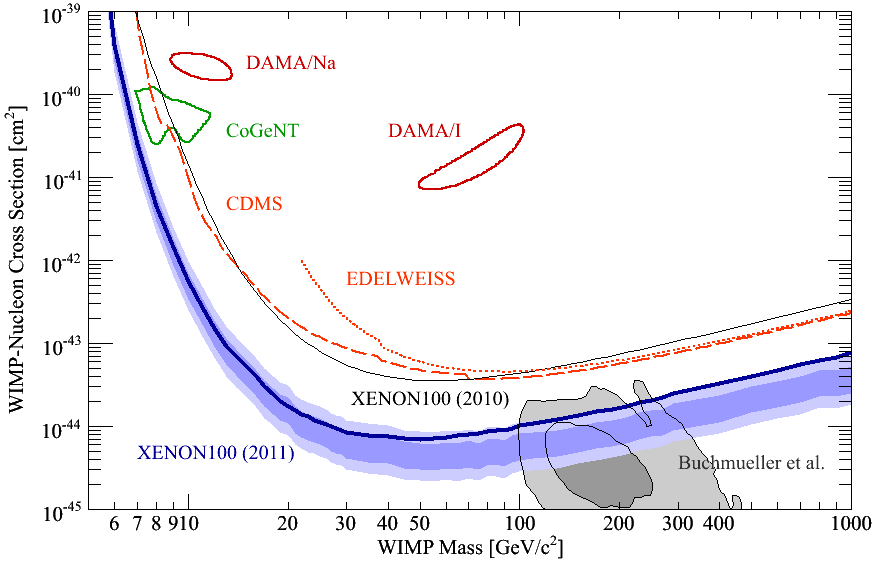 10^-39
10^-40
10^-41
10^-42
10^-43
10^-44
10^-45
WIMP-Nucleon Cross Section [cm^2]
DAMA/Na
CoGeNT
DAMA/I
CDMS
EDELWEISS
XENON100 (2010)
XENON100 (2011)
Buchmueller et al.
6 7 8 9 10 20 30 40 50 100 200 300 400 1000
WIMP Mass [GeV/c^2]